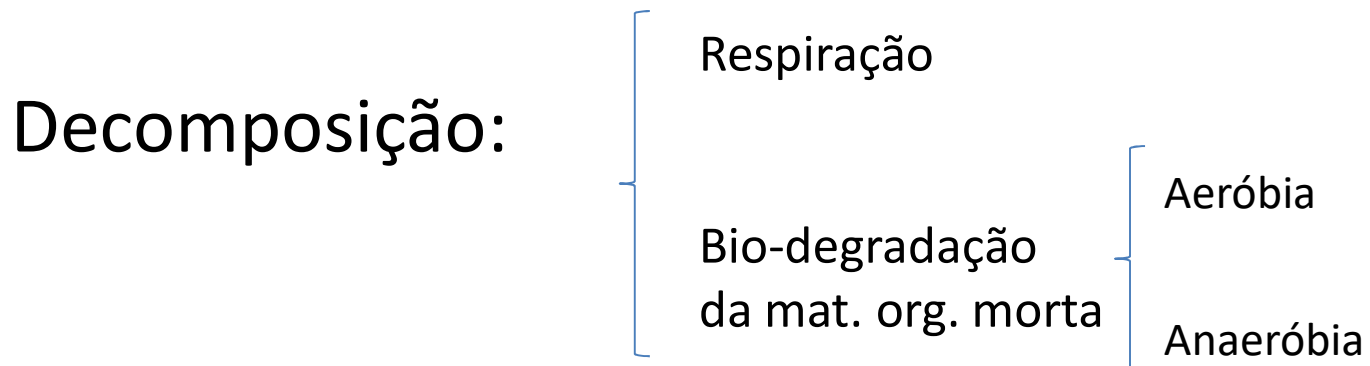 Decomposição:
Respiração
Bio-degradação
da mat. org. morta
Aeróbia
Anaeróbia